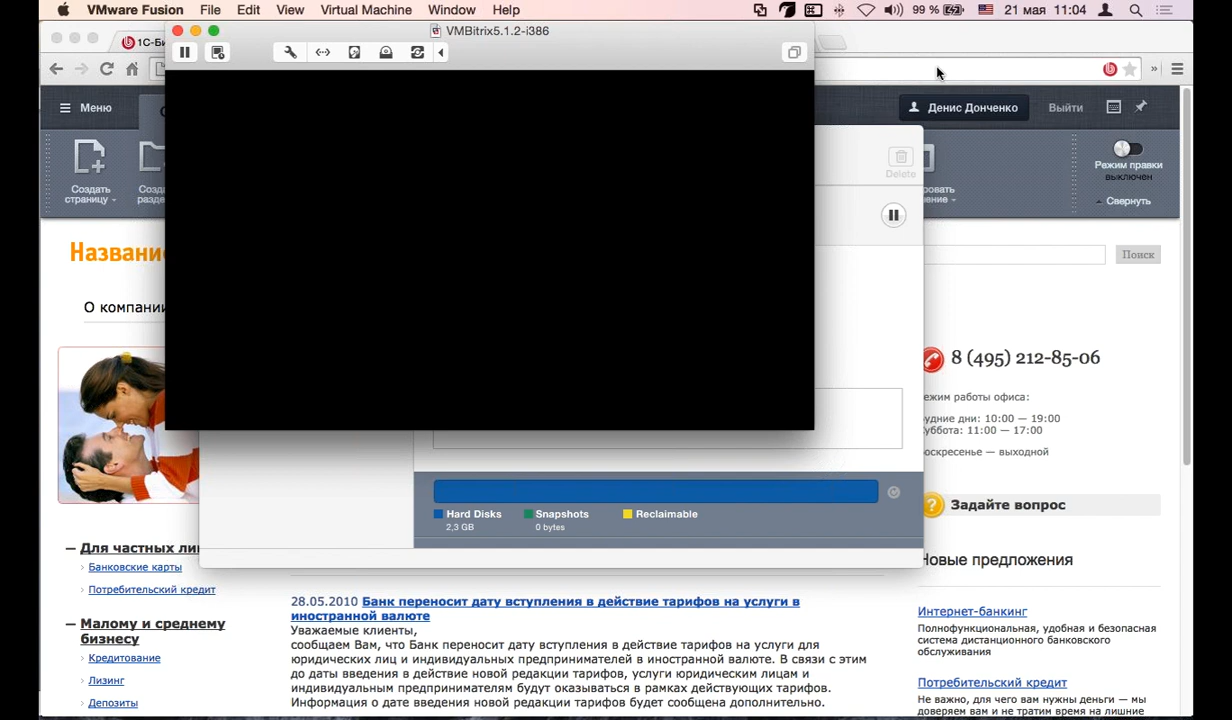 VMware Fusion File Edit View Virtual Machine Window Help 99 % 21 мая 11:04
1С-Би
VMBitrix5.1.2-i386
Меню
Денис Донченко Выйти
Создать
страницу
Созд
разде
Delete
Режим правки
выключен
Свернуть
Название
Поиск
О компании
8 (495) 212-85-06
ежим работы офиса:
удние дни: 10:00 — 19:00
уббота: 11:00 — 17:00
оскресенье — выходной
Hard Disks
2,3 GB
Snapshots
0 bytes
Reclaimable
Задайте вопрос
— Для частных ли
› Банковские карты
› Потребительский кредит
— Малому и среднему
бизнесу
› Кредитование
› Лизинг
› Депозиты
28.05.2010 Банк переносит дату вступления в действие тарифов на услуги в
иностранной валюте
Уважаемые клиенты,
сообщаем Вам, что Банк переносит дату вступления в действие тарифов на услуги для
юридических лиц и индивидуальных предпринимателей в иностранной валюте. В связи с этим
до даты введения в действие новой редакции тарифов, услуги юридическим лицам и
индивидуальным предпринимателям будут оказываться в рамках действующих тарифов.
Информация о дате введения новой редакции тарифов будет сообщена дополнительно.
Новые предложения
Интернет-банкинг
Полнофункциональная, удобная и безопасная
система дистанционного банковского
обслуживания
Потребительский кредит
Не важно, для чего вам нужны деньги — мы
доверяем вам и не тратим время на лишние